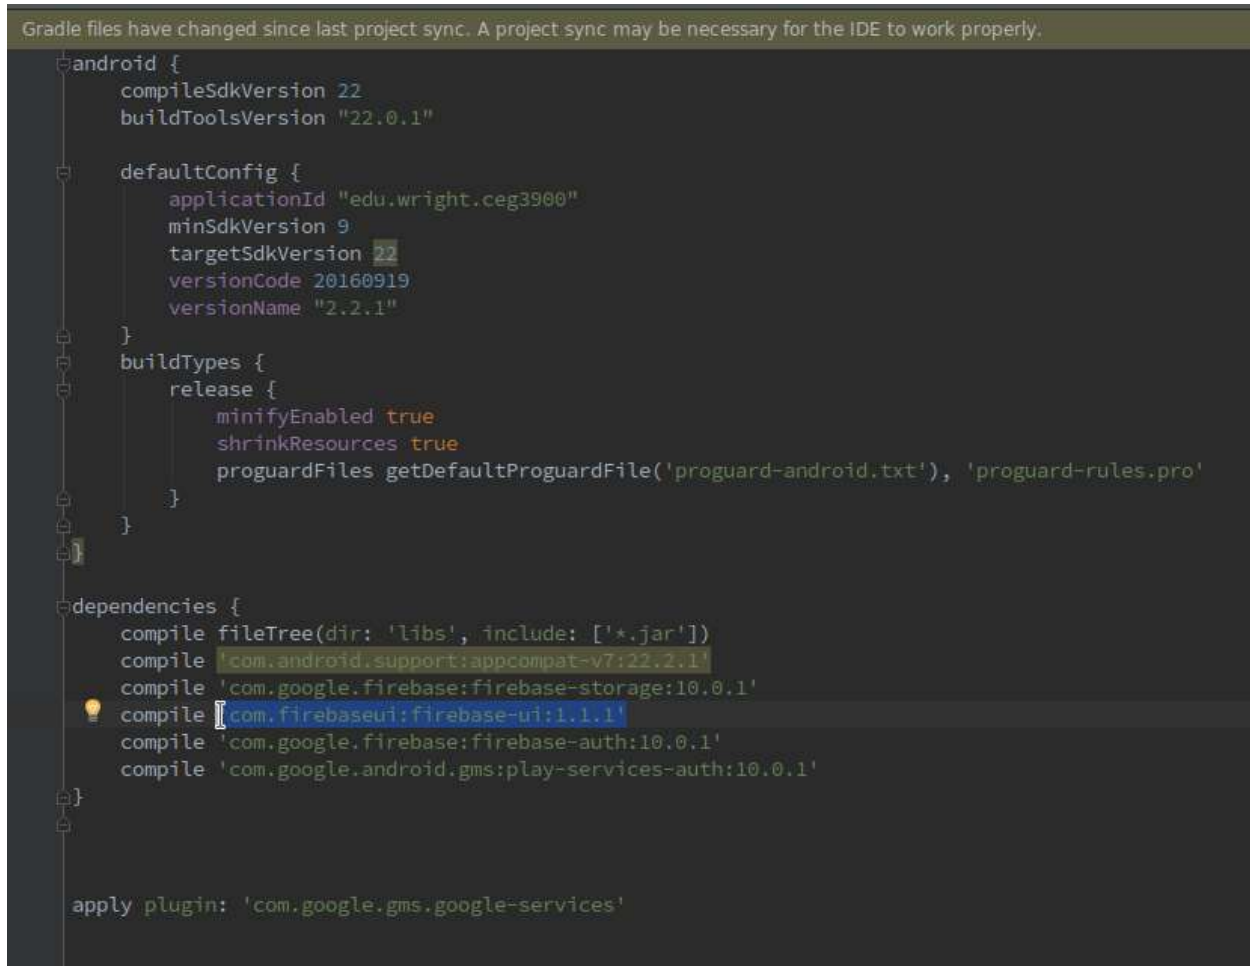 Gradle files have changed since last project sync. A project sync may be necessary for the IDE to work properly.
android {
compileSdkVersion 22
buildToolsVersion "22.0.1"
defaultConfig {
applicationId "edu.wright.ceg3900"
minSdkVersion 9
targetSdkVersion 22
versionCode 20160919
versionName "2.2.1"
}
buildTypes {
release {
minifyEnabled true
shrinkResources true
proguardFiles getDefaultProguardFile('proguard-android.txt'), 'proguard-rules.pro'
}
}
}
dependencies {
compile fileTree(dir: 'libs', include: ['*.jar'])
compile 'com.android.support:appcompat-v7:22.2.1'
compile 'com.google.firebase:firebase-storage:10.0.1'
compile 'com.firebaseui:firebase-ui:1.1.1'
compile 'com.google.firebase:firebase-auth:10.0.1'
compile 'com.google.android.gms:play-services-auth:10.0.1'
}
apply plugin: 'com.google.gms.google-services'